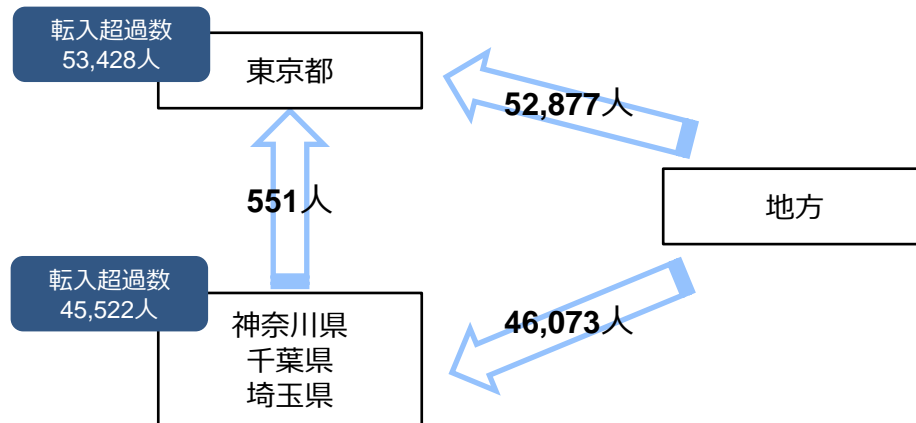 転入超過数
53,428人
東京都
52,877人
551人
地方
転入超過数
45,522人
46,073人
神奈川県
千葉県
埼玉県